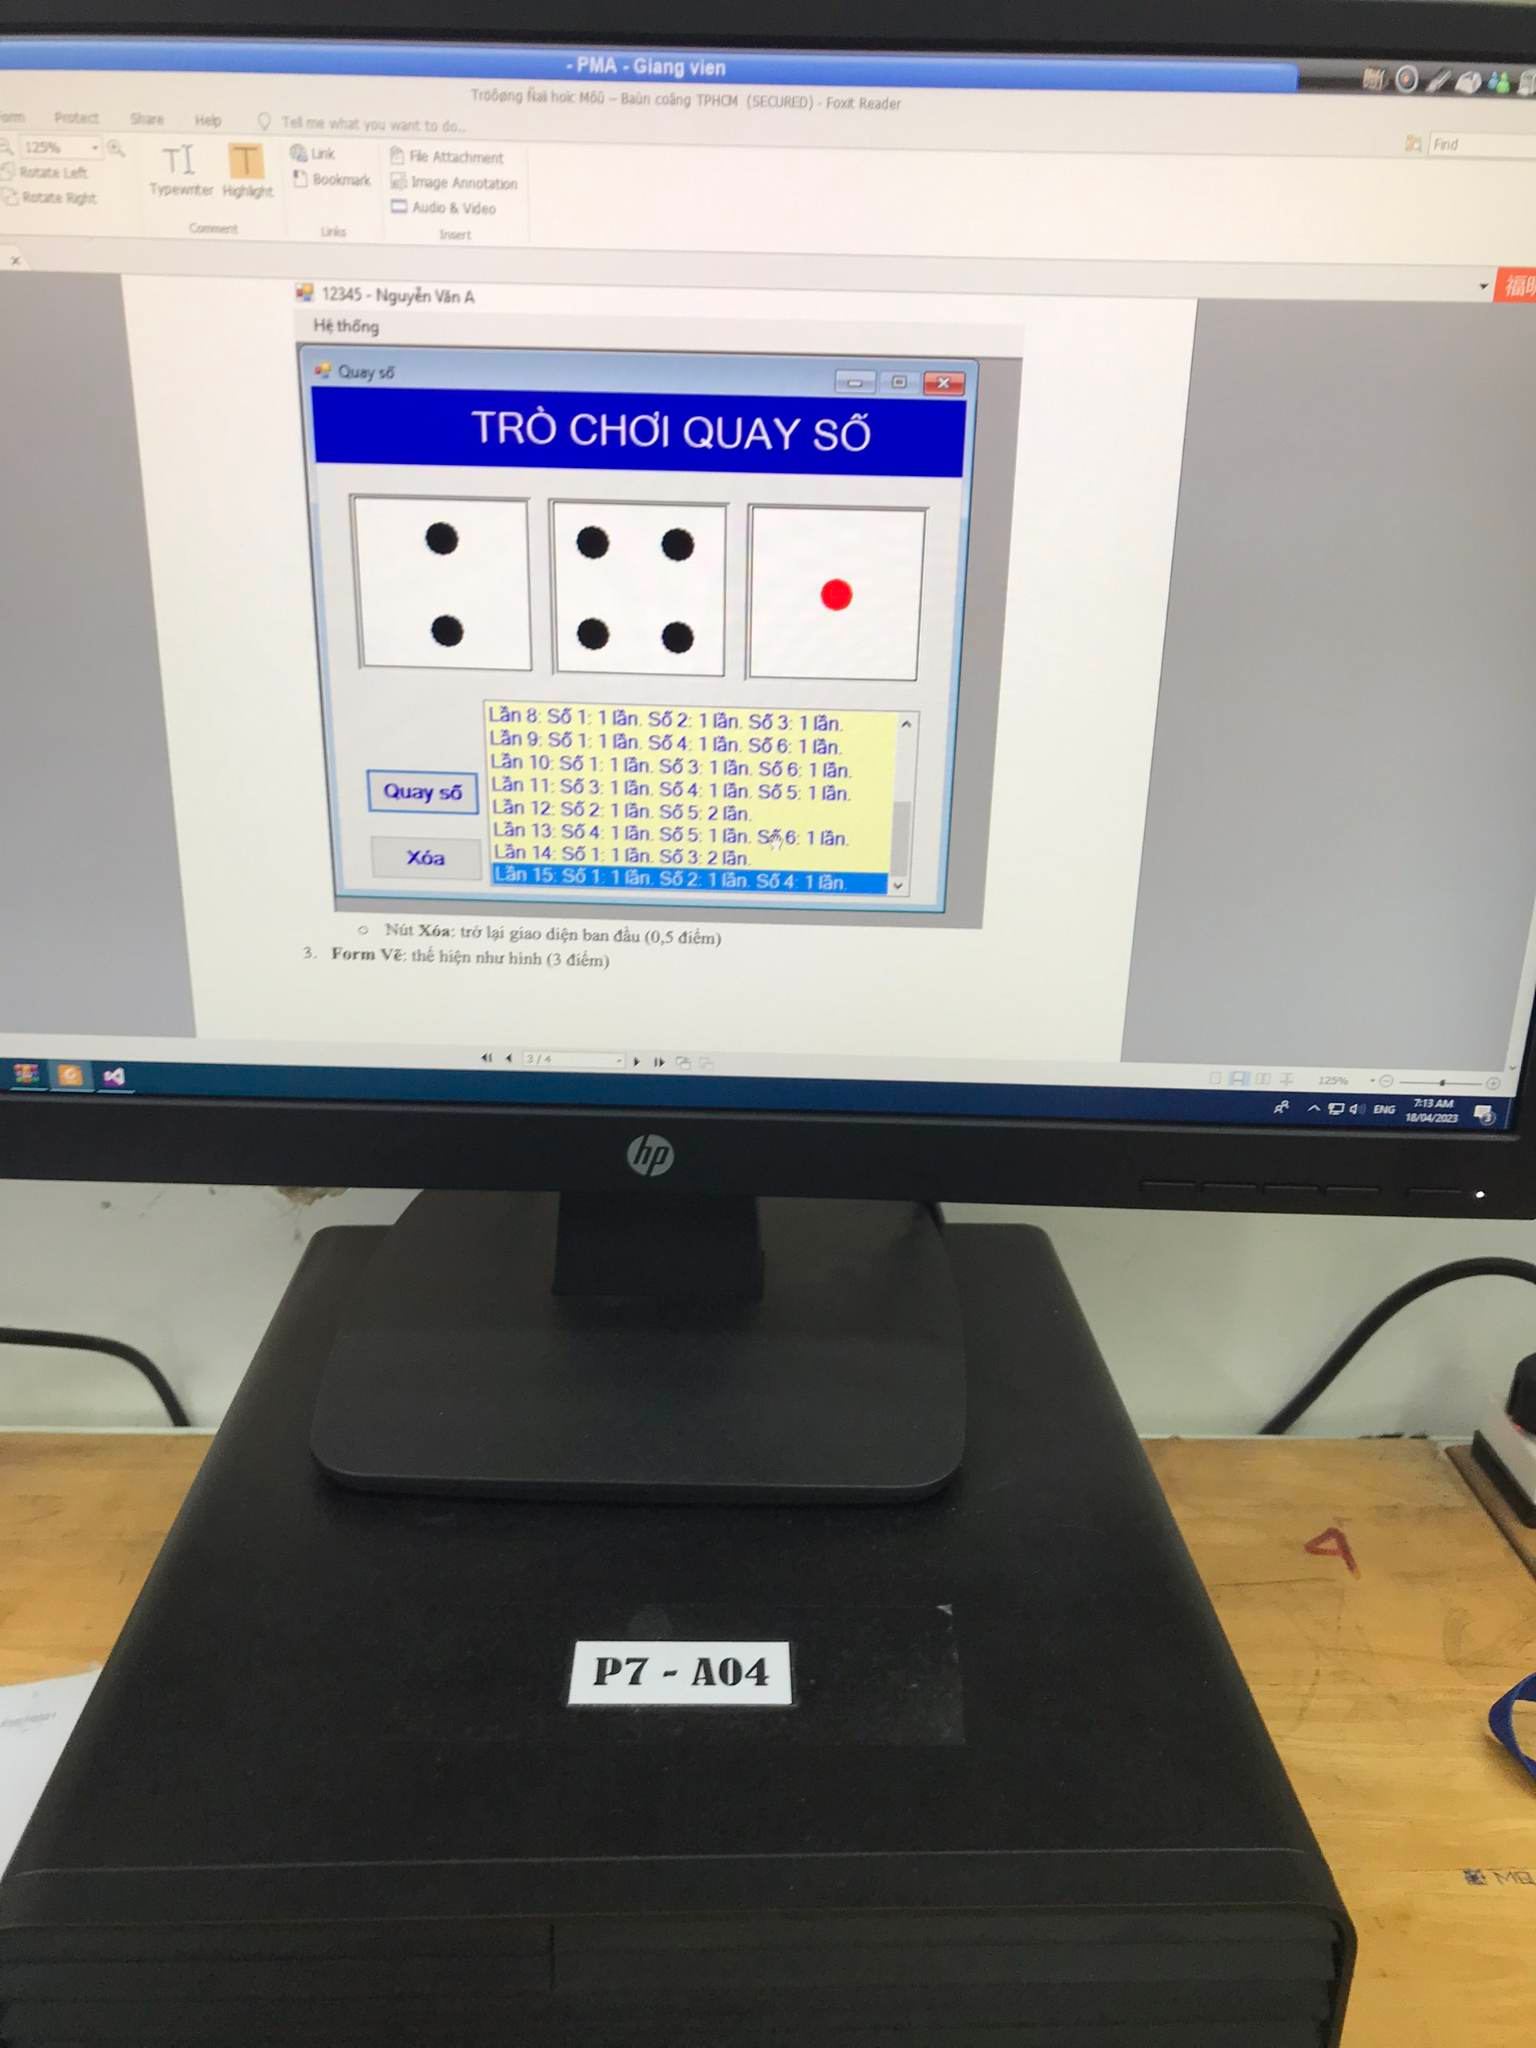 - PMA - Giang vien
Tröôøng Ñaïi hoïc Môû – Baùn coâng TPHCM (SECURED) - Foxit Reader
Protect Share Help Tell me what you want to do..
125% Link File Attachment Find
Rotate Left Typewriter Highlight Bookmark Image Annotation
Rotate Right Audio & Video
Comment Links Insert
12345 - Nguyễn Văn A
Hệ thống
Quay số
TRÒ CHƠI QUAY SỐ
Lần 8: Số 1: 1 lần. Số 2: 1 lần. Số 3: 1 lần.
Lần 9: Số 1: 1 lần. Số 4: 1 lần. Số 6: 1 lần.
Lần 10: Số 1: 1 lần. Số 3: 1 lần. Số 6: 1 lần.
Lần 11: Số 3: 1 lần. Số 4: 1 lần. Số 5: 1 lần.
Lần 12: Số 2: 1 lần. Số 5: 2 lần.
Lần 13: Số 4: 1 lần. Số 5: 1 lần. Số 6: 1 lần.
Lần 14: Số 1: 1 lần. Số 3: 2 lần.
Lần 15: Số 1: 1 lần. Số 2: 1 lần. Số 4: 1 lần.
Quay số
Xóa
o Nút Xóa: trở lại giao diện ban đầu (0,5 điểm)
3. Form Vẽ: thể hiện như hình (3 điểm)
3 / 4
125%
ENG 7:13 AM
18/04/2023
hp
P7 - A04